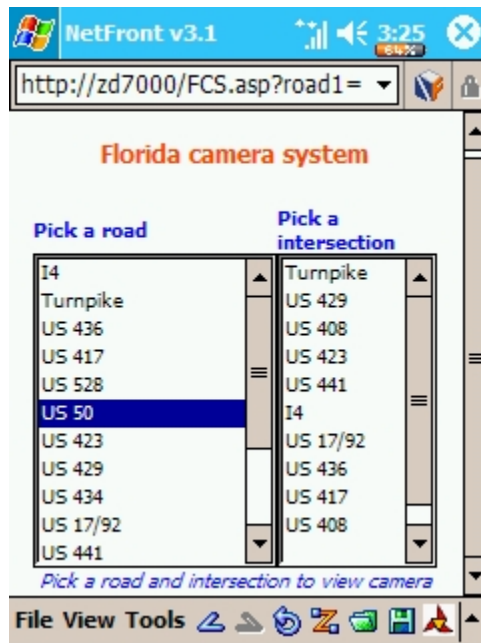 NetFront v3.1
3:25
64%
http://zd7000/FCS.asp?road1=
Florida camera system
Pick a road
I4
Turnpike
US 436
US 417
US 528
US 50
US 423
US 429
US 434
US 17/92
US 441
Pick a
intersection
Turnpike
US 429
US 408
US 423
US 441
I4
US 17/92
US 436
US 417
US 408
Pick a road and intersection to view camera
File View Tools